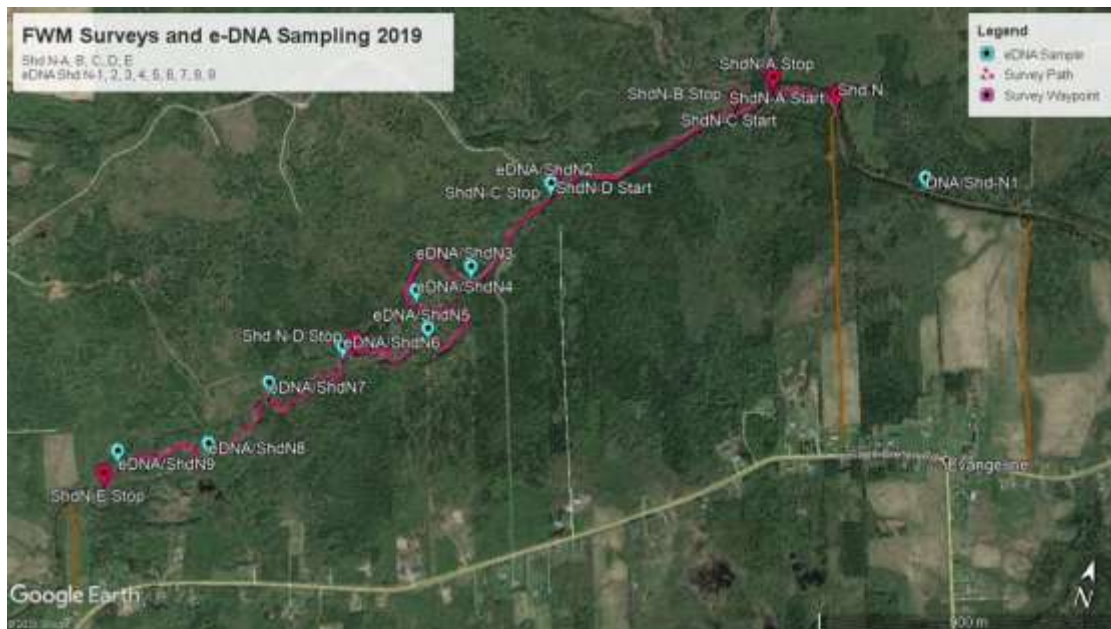 FWM Surveys and e-DNA Sampling 2019
Shd N-A, B, C, D, E
eDNA Shd N-1, 2, 3, 4, 5, 6, 7, 8, 9
Legend
eDNA Sample
Survey Path
Survey Waypoint
ShdN-A Stop
ShdN-B Stop
ShdN-A Start
Shd N
ShdN-C Start
eDNA/ShdN2
ShdN-C Stop
ShdN-D Start
DNA/Shd-N1
eDNA/ShdN3
eDNA/ShdN4
eDNA/ShdN5
Shd N-D Stop
eDNA/ShdN6
eDNA/ShdN7
eDNA/ShdN8
eDNA/ShdN9
ShdN-E Stop
Evangeline
Google Earth
N